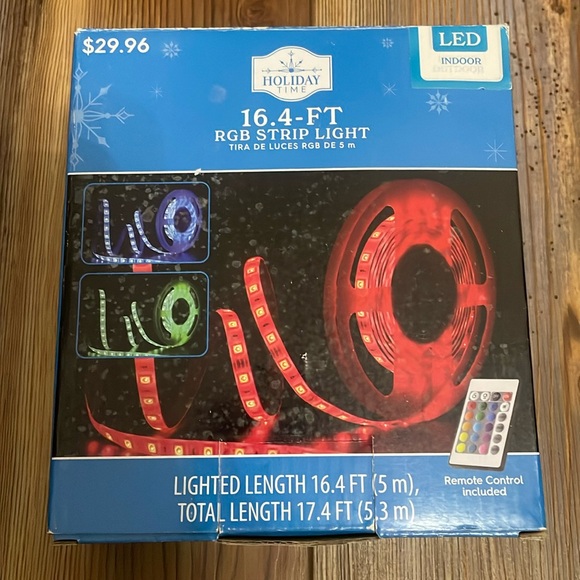 $29.96
LED
INDOOR
OUTDOOR
HOLIDAY
TIME
16.4-FT
RGB STRIP LIGHT
TIRA DE LUCES RGB DE 5 m
Remote Control
included
LIGHTED LENGTH 16.4 FT (5 m),
TOTAL LENGTH 17.4 FT (5.3 m)